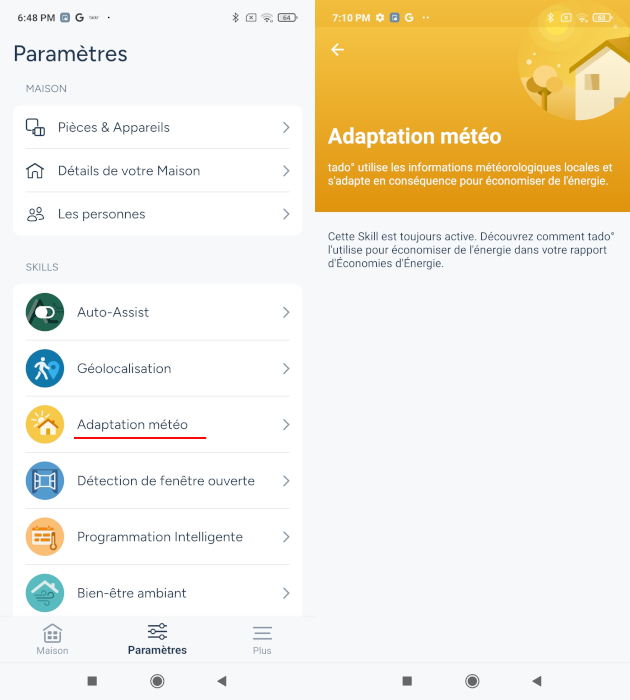 6:48 PM G
64
Paramètres
MAISON
Pièces & Appareils
Détails de votre Maison
Les personnes
SKILLS
Auto-Assist
Géolocalisation
Adaptation météo
Détection de fenêtre ouverte
Programmation Intelligente
Bien-être ambiant
Maison
Paramètres
Plus
7:10 PM G
60
Adaptation météo
tado° utilise les informations météorologiques locales et
s'adapte en conséquence pour économiser de l'énergie.
Cette Skill est toujours active. Découvrez comment tado°
l'utilise pour économiser de l'énergie dans votre rapport
d'Économies d'Énergie.